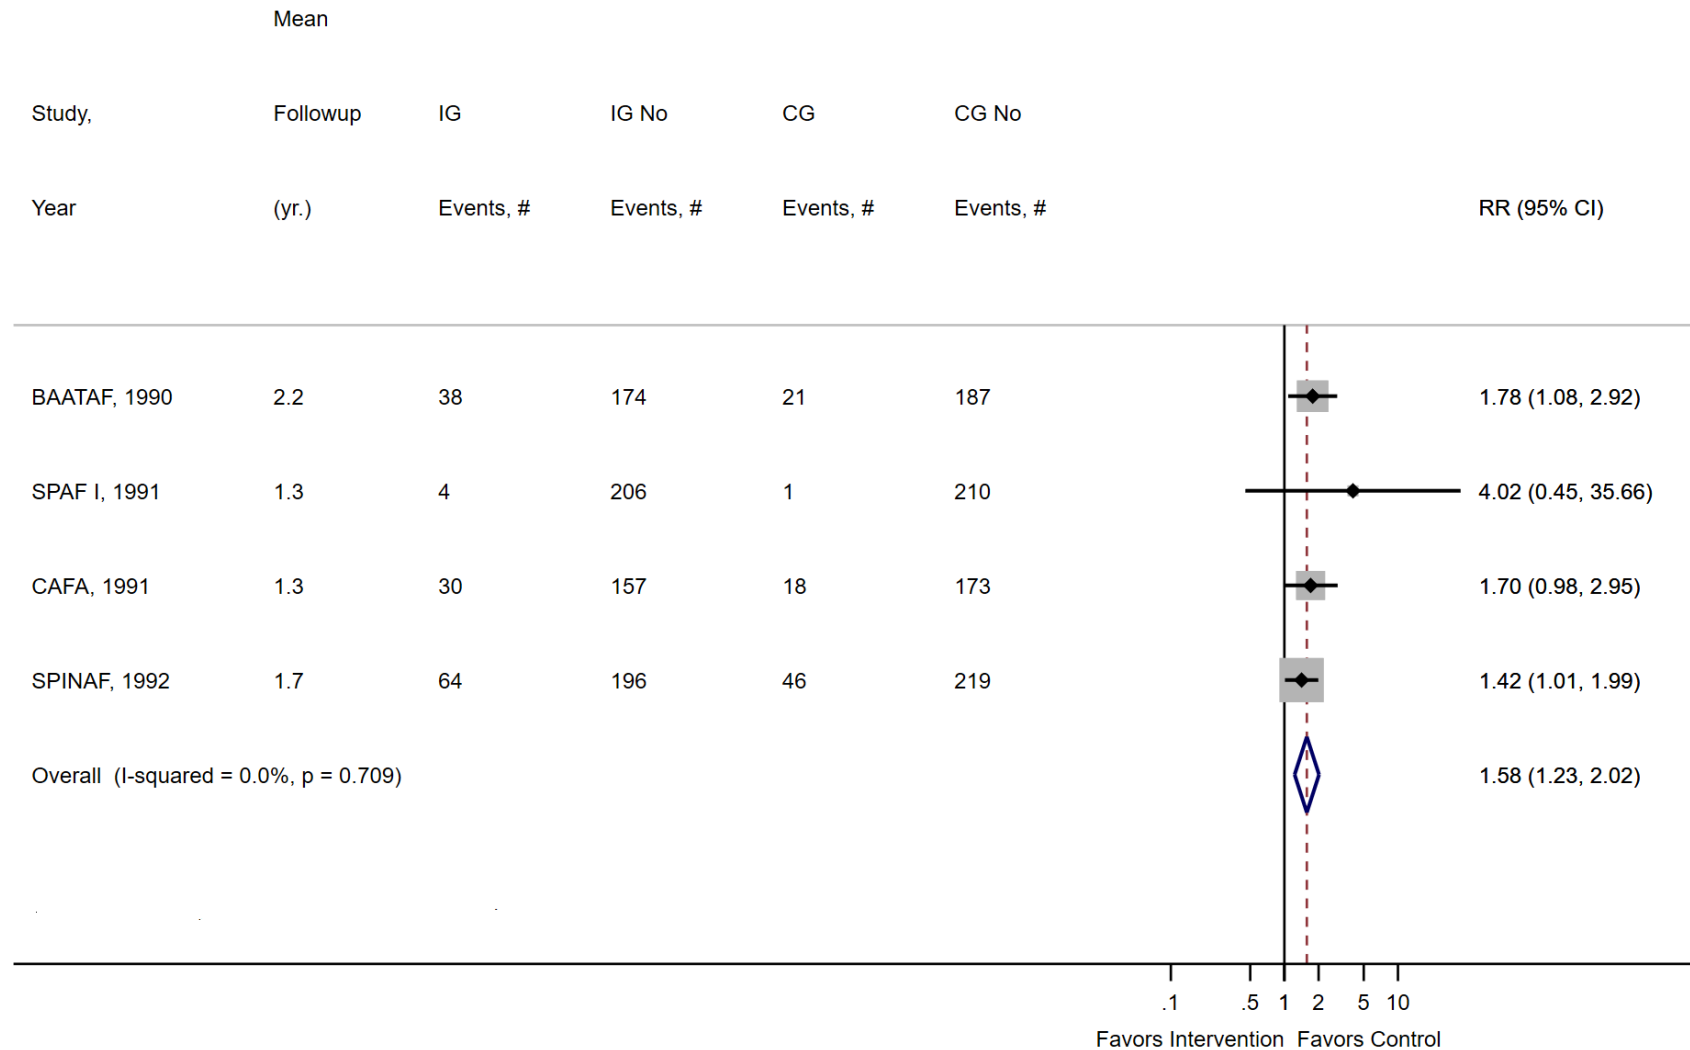 Mean
Study, Followup IG IG No CG CG No
Year (yr.) Events, # Events, # Events, # Events, # RR (95% CI)
BAATAF, 1990 2.2 38 174 21 187 1.78 (1.08, 2.92)
SPAF I, 1991 1.3 4 206 1 210 4.02 (0.45, 35.66)
CAFA, 1991 1.3 30 157 18 173 1.70 (0.98, 2.95)
SPINAF, 1992 1.7 64 196 46 219 1.42 (1.01, 1.99)
Overall (I-squared = 0.0%, p = 0.709) 1.58 (1.23, 2.02)
.1 .5 1 2 5 10
Favors Intervention Favors Control